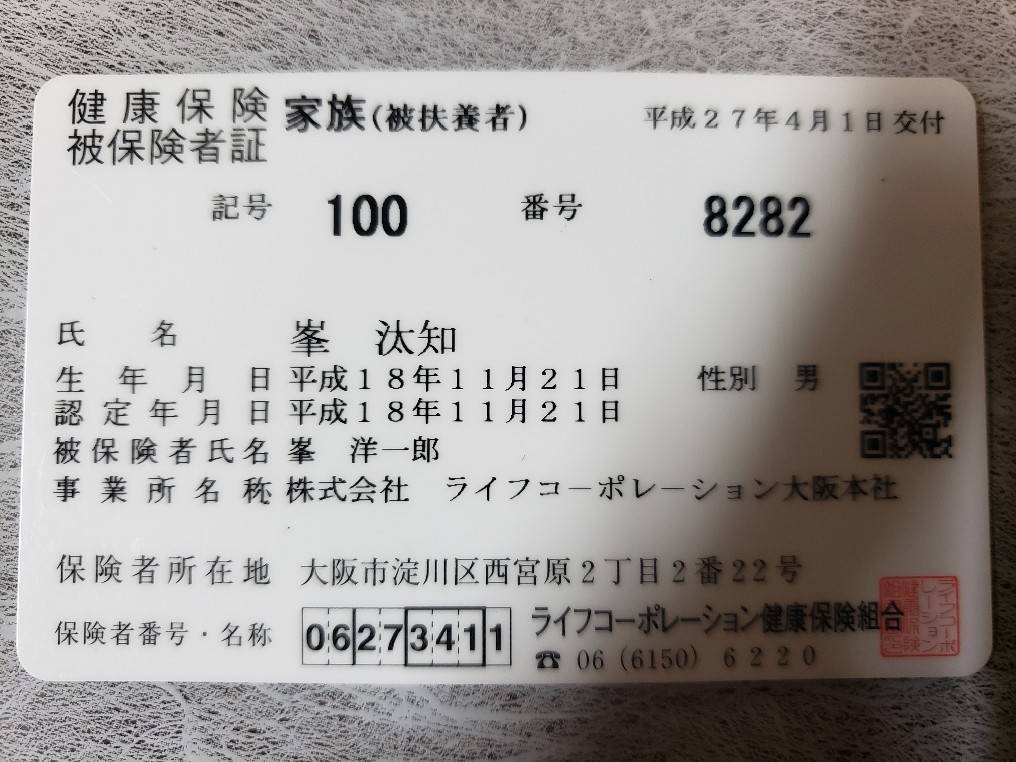 健康保険 家族(被扶養者) 平成27年4月1日交付
被保険者証
記号 100 番号 8282
氏名 峯 汰知
生年月日 平成18年11月21日 性別 男
認定年月日 平成18年11月21日
被保険者氏名 峯 洋一郎
事業所名称 株式会社 ライフコーポレーション大阪本社
保険者所在地 大阪市淀川区西宮原2丁目2番22号
保険者番号・名称 06273411 ライフコーポレーション健康保険組合
☎ 06 (6150) 6220